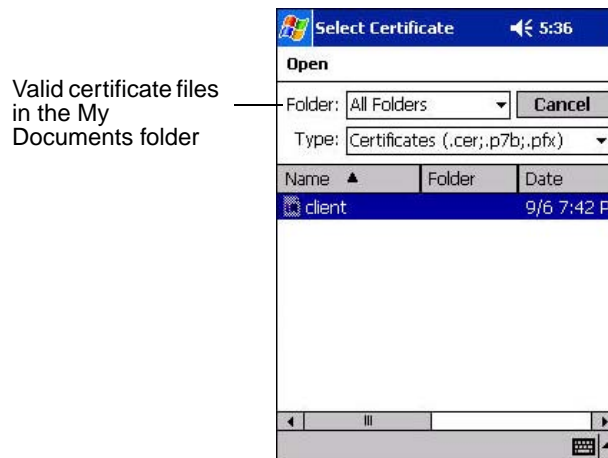 Select Certificate 5:36
Open
Valid certificate files
in the My
Documents folder
Folder: All Folders Cancel
Type: Certificates (.cer;.p7b;.pfx)
Name Folder Date
client 9/6 7:42 P